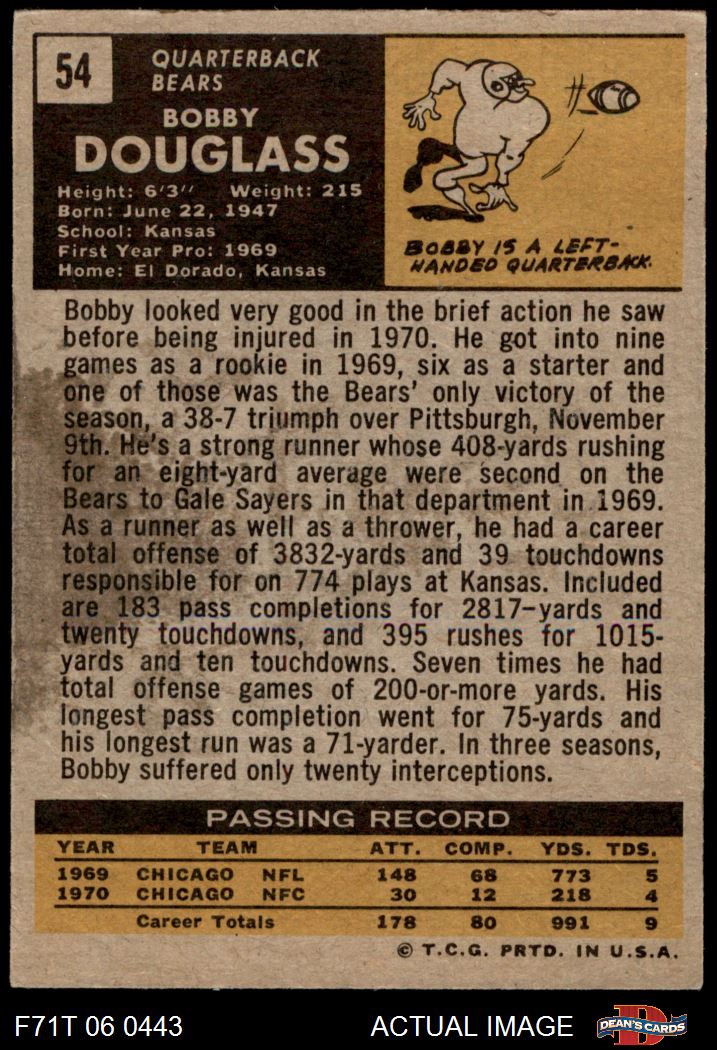 54
QUARTERBACK
BEARS
BOBBY
DOUGLASS
Height: 6'3" Weight: 215
Born: June 22, 1947
School: Kansas
First Year Pro: 1969
Home: El Dorado, Kansas
BOBBY IS A LEFT-
HANDED QUARTERBACK.
Bobby looked very good in the brief action he saw
before being injured in 1970. He got into nine
games as a rookie in 1969, six as a starter and
one of those was the Bears' only victory of the
season, a 38-7 triumph over Pittsburgh, November
9th. He's a strong runner whose 408-yards rushing
for an eight-yard average were second on the
Bears to Gale Sayers in that department in 1969.
As a runner as well as a thrower, he had a career
total offense of 3832-yards and 39 touchdowns
responsible for on 774 plays at Kansas. Included
are 183 pass completions for 2817-yards and
twenty touchdowns, and 395 rushes for 1015-
yards and ten touchdowns. Seven times he had
total offense games of 200-or-more yards. His
longest pass completion went for 75-yards and
his longest run was a 71-yarder. In three seasons,
Bobby suffered only twenty interceptions.
PASSING RECORD
YEAR TEAM ATT. COMP. YDS. TDS.
1969 CHICAGO NFL 148 68 773 5
1970 CHICAGO NFC 30 12 218 4
Career Totals 178 80 991 9
© T.C.G. PRTD. IN U.S.A.
F71T 06 0443 ACTUAL IMAGE D DEAN'S CARDS